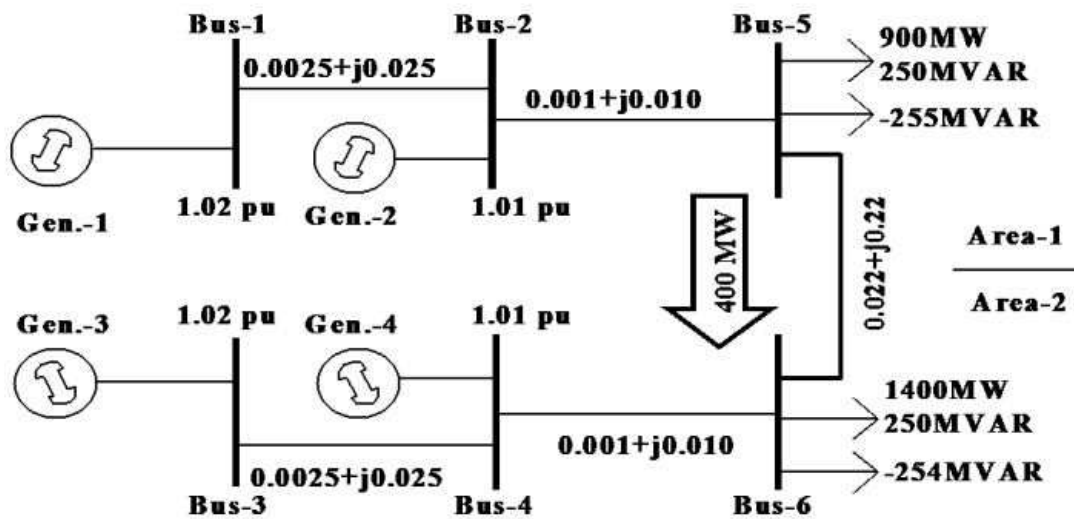 Bus-1
Bus-2
Bus-5
900MW
250MVAR
-255MVAR
0.0025+j0.025
0.001+j0.010
Gen.-1
1.02 pu
Gen.-2
1.01 pu
400 MW
0.022+j0.22
Area-1
Area-2
Gen.-3
1.02 pu
Gen.-4
1.01 pu
1400MW
250MVAR
-254MVAR
0.0025+j0.025
0.001+j0.010
Bus-3
Bus-4
Bus-6